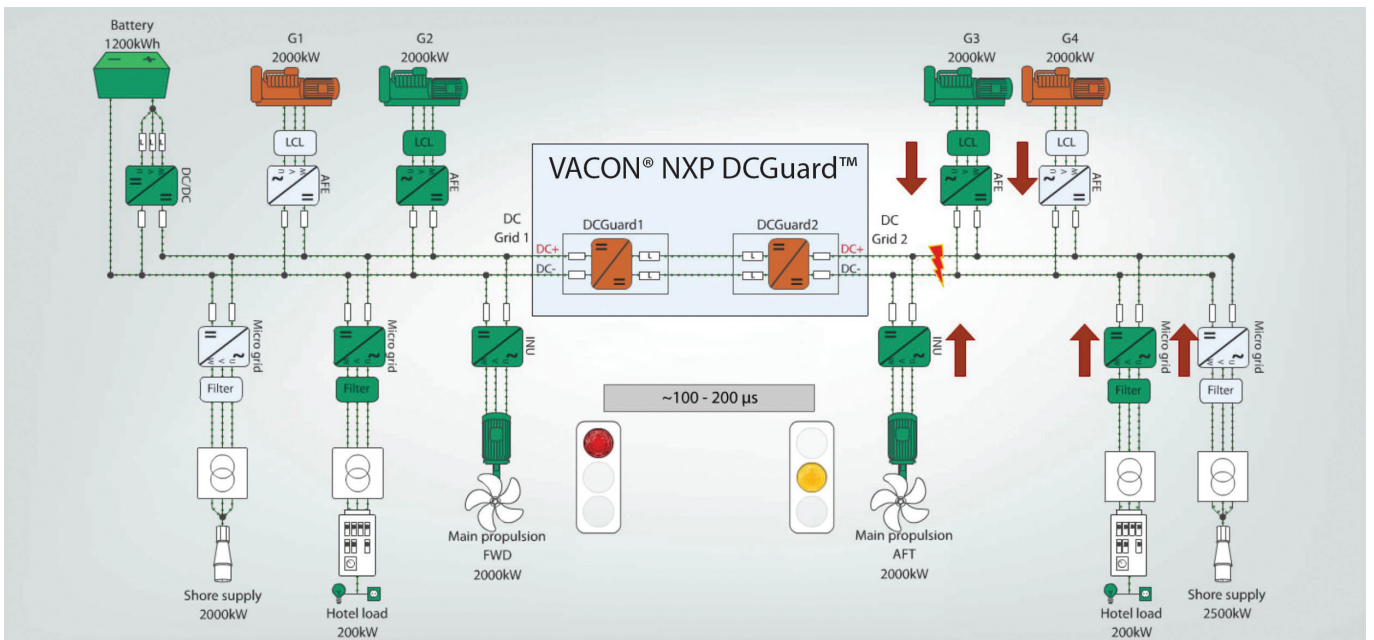 Battery
1200kWh
G1
2000kW
G2
2000kW
G3
2000kW
G4
2000kW
LCL
LCL
LCL
LCL
L
L
L
U
V
W
DC/DC
U
V
W
AFE
U
V
W
AFE
U
V
W
AFE
U
V
W
AFE
VACON® NXP DCGuard™
DC
Grid 1
DC+
DC-
DCGuard1
L
L
DCGuard2
L
L
DC
Grid 2
DC+
DC-
Micro grid
W
V
U
Micro grid
W
V
U
INU
W
V
U
INU
W
V
U
Micro grid
W
V
U
Micro grid
W
V
U
Filter
Filter
Filter
Filter
~100 - 200 µs
Main propulsion
FWD
2000kW
Main propulsion
AFT
2000kW
Shore supply
2000kW
Hotel load
200kW
Hotel load
200kW
Shore supply
2500kW